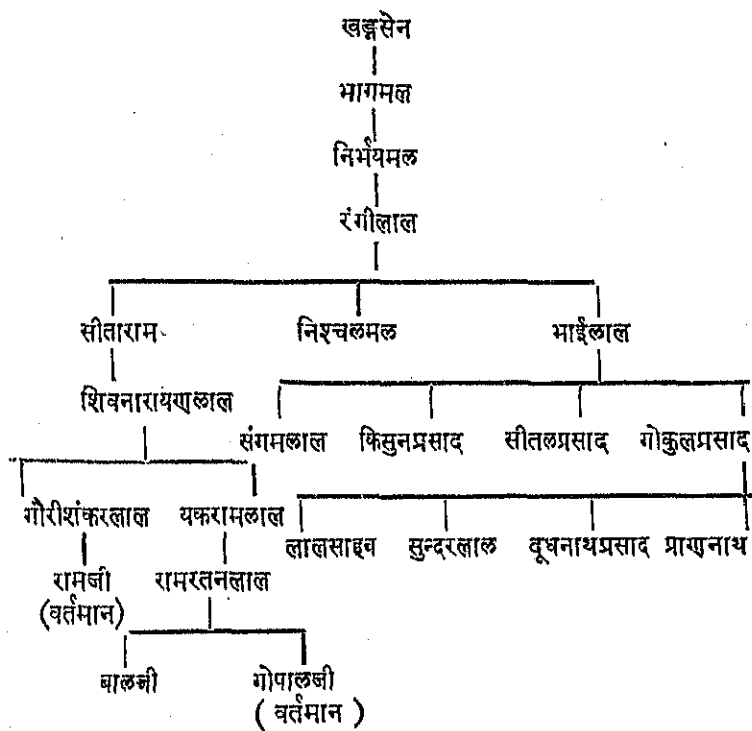 खङ्गसेन
भागमल
निर्भयमल
रंगीलाल
सीताराम निश्चलमल भाईलाल
शिवनारायणलाल
संगमलाल किसुनप्रसाद सीतलप्रसाद गोकुलप्रसाद
गौरीशंकरलाल यकरामलाल
लालसाहब सुन्दरलाल दूधनाथप्रसाद प्राणनाथ
रामजी रामरतनलाल
(वर्तमान)
बालजी गोपालजी
( वर्तमान )